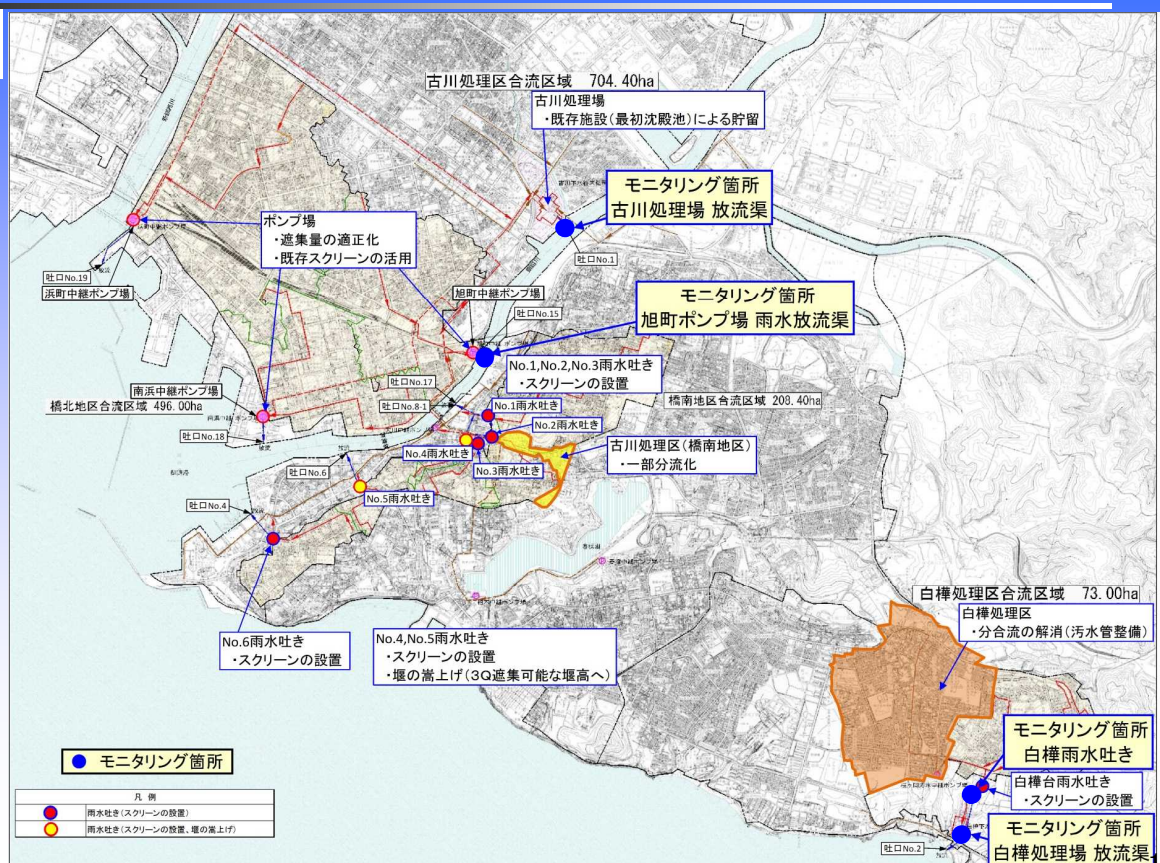 古川処理区合流区域 704.40ha
古川処理場
・既存施設(最初沈殿池)による貯留
モニタリング箇所
古川処理場 放流渠
吐口No.1
ポンプ場
・遮集量の適正化
・既存スクリーンの活用
吐口No.19
浜町中継ポンプ場
旭町中継ポンプ場
吐口No.15
モニタリング箇所
旭町ポンプ場 雨水放流渠
No.1,No.2,No.3雨水吐き
・スクリーンの設置
吐口No.17
吐口No.8-1
南浜中継ポンプ場
橋北地区合流区域 496.00ha
吐口No.18
橋南地区合流区域 208.40ha
No.1雨水吐き
No.2雨水吐き
No.4雨水吐き
No.3雨水吐き
古川処理区(橋南地区)
・一部分流化
吐口No.6
No.5雨水吐き
吐口No.4
No.6雨水吐き
・スクリーンの設置
No.4,No.5雨水吐き
・スクリーンの設置
・堰の嵩上げ(3Q遮集可能な堰高へ)
白樺処理区合流区域 73.00ha
白樺処理区
・分合流の解消(汚水管整備)
モニタリング箇所
白樺雨水吐き
白樺台雨水吐き
・スクリーンの設置
モニタリング箇所
白樺処理場 放流渠
吐口No.2
モニタリング箇所
凡 例
雨水吐き(スクリーンの設置)
雨水吐き(スクリーンの設置、堰の嵩上げ)